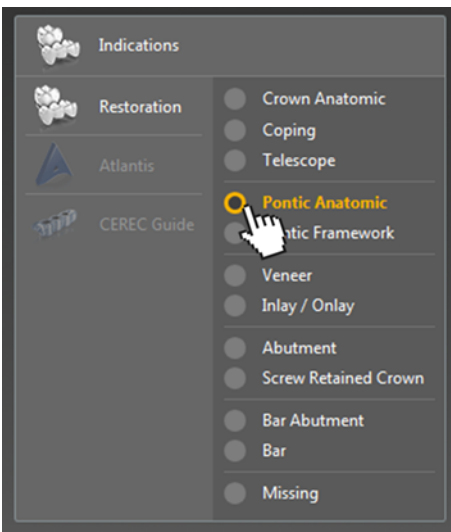 Indications
Restoration
Atlantis
CEREC Guide
Crown Anatomic
Coping
Telescope
Pontic Anatomic
ntic Framework
Veneer
Inlay / Onlay
Abutment
Screw Retained Crown
Bar Abutment
Bar
Missing